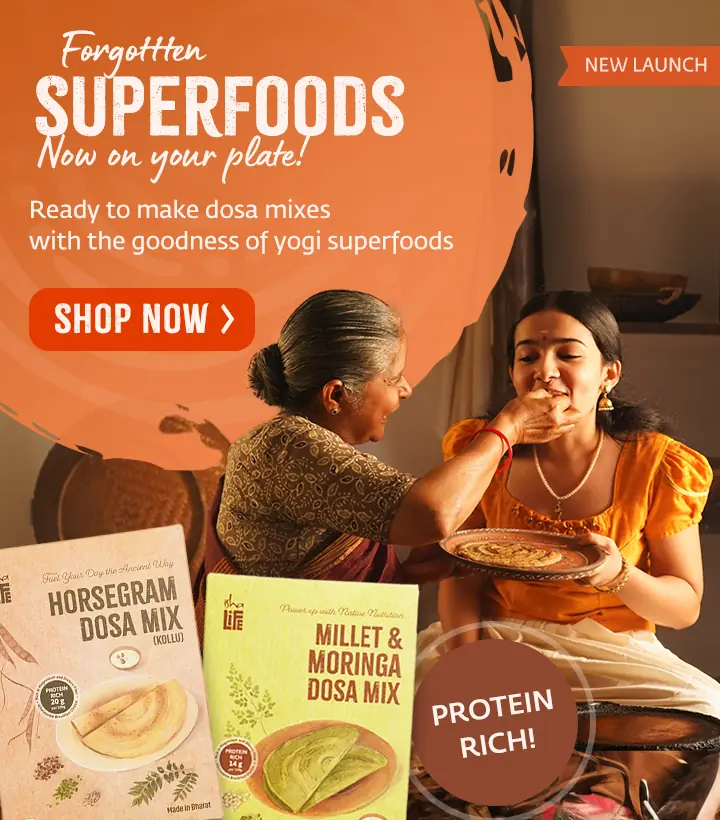 Forgottten
SUPERFOODS
Now on your plate!
NEW LAUNCH
Ready to make dosa mixes
with the goodness of yogi superfoods
SHOP NOW >
Fuel Your Day the Ancient Way
HORSEGRAM
DOSA MIX
(KOLLU)
PROTEIN
RICH
20 g
Made in Bharat
isha
LIFE
Power up with Native Nutrition
MILLET &
MORINGA
DOSA MIX
PROTEIN
RICH
14 g
PROTEIN
RICH!